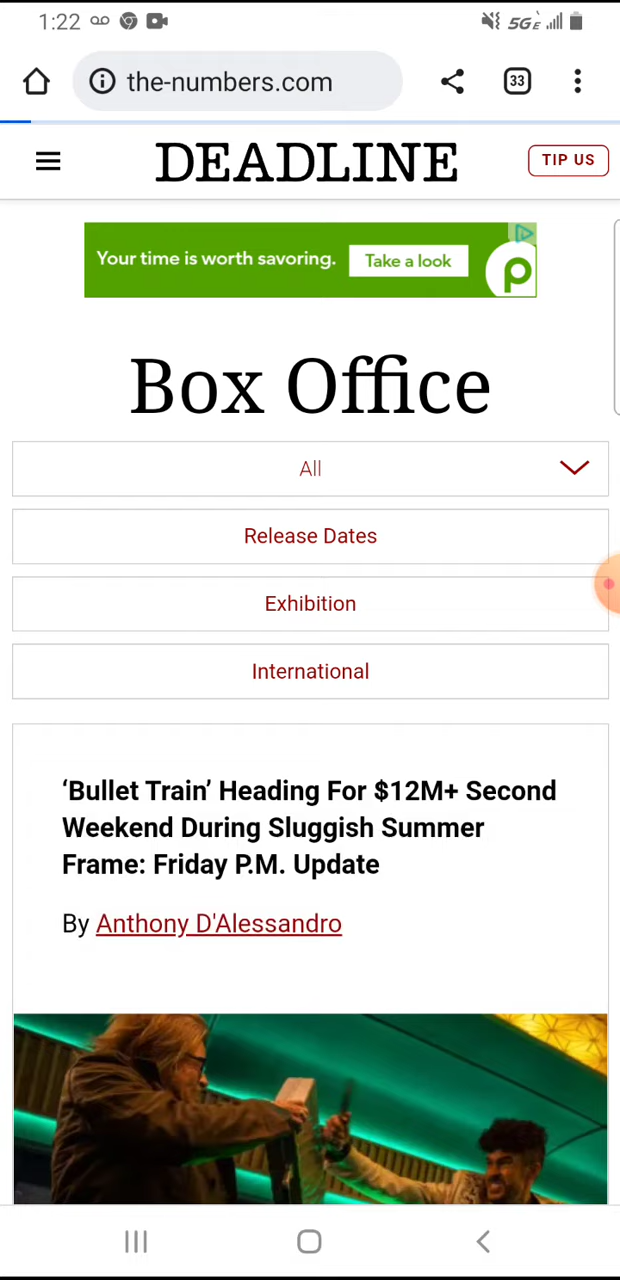 1:22
5GE
the-numbers.com
33
DEADLINE
TIP US
Your time is worth savoring.
Take a look
Box Office
All
Release Dates
Exhibition
International
‘Bullet Train’ Heading For $12M+ Second
Weekend During Sluggish Summer
Frame: Friday P.M. Update
By Anthony D'Alessandro